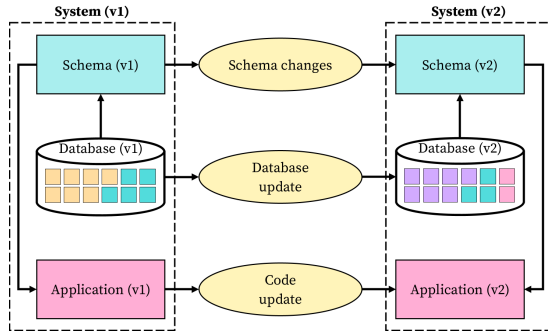 System (v1)
System (v2)
Schema (v1)
Schema changes
Schema (v2)
Database (v1)
Database
update
Database (v2)
Application (v1)
Code
update
Application (v2)